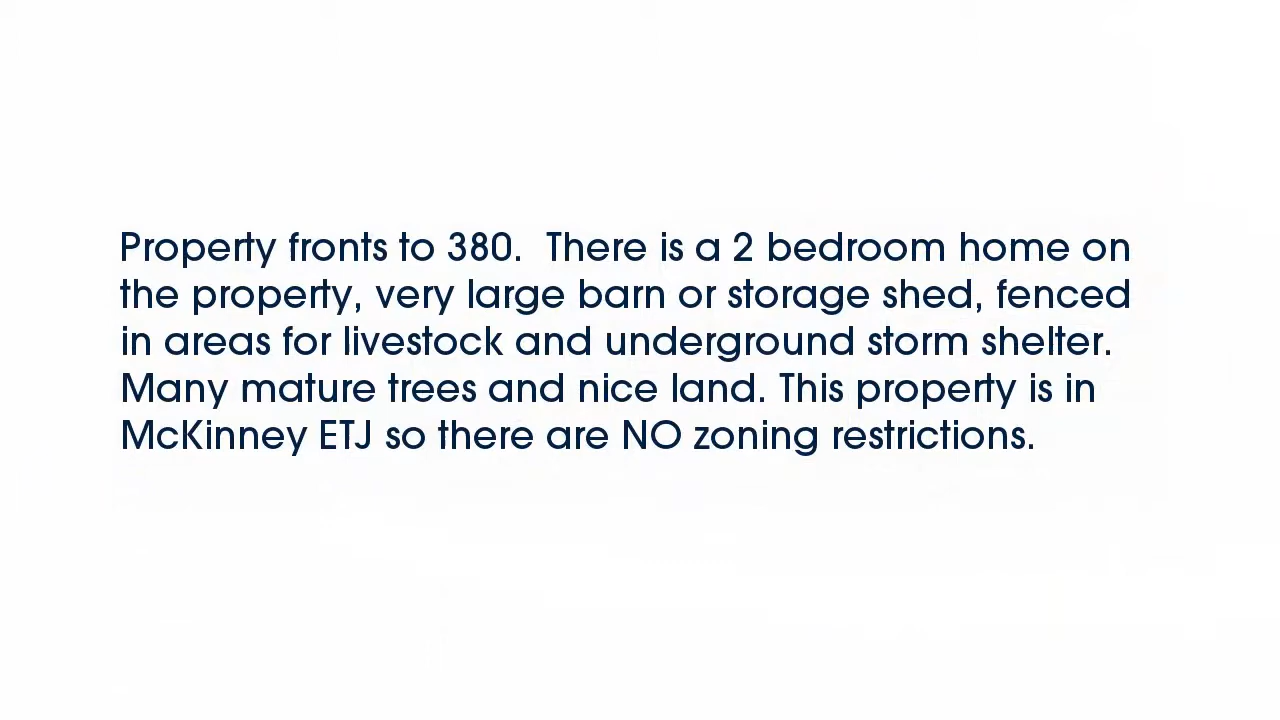 Property fronts to 380.  There is a 2 bedroom home on
the property, very large barn or storage shed, fenced
in areas for livestock and underground storm shelter.
Many mature trees and nice land. This property is in
McKinney ETJ so there are NO zoning restrictions.